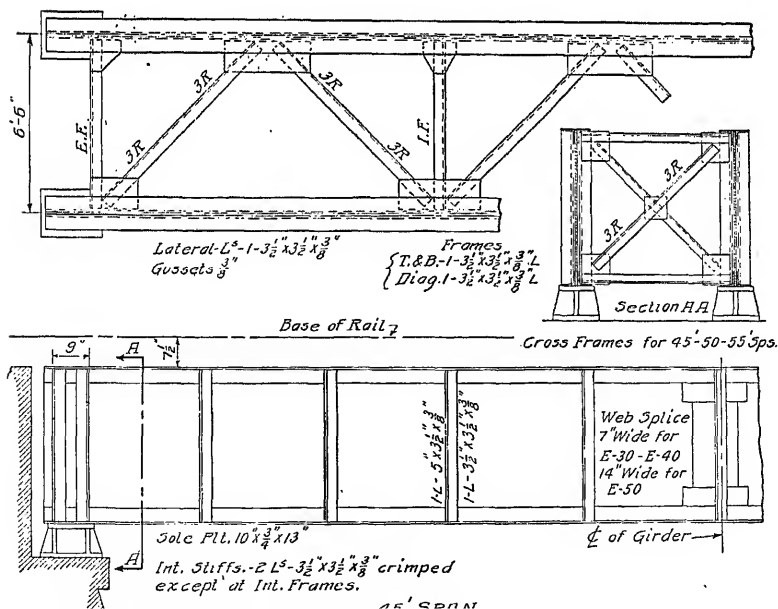 3R
3R
3R
3R
6'-6"
E.F.
I.F.
3R
3R
Lateral-Lˢ-1-3½"x3½"x⅜"
Gussets ⅜"
Frames
T.&B.-1-3½"x3½"x⅜"L
Diag.1-3½"x3½"x⅜"L
Section AA
Base of Rail
Cross Frames for 45'-50-55'Sps.
9"
A
7½"
1-L-5"x3½"x⅜"
1-L-3½"x3½"x⅜"
Web Splice
7"Wide for
E-30-E-40
14"Wide for
E-50
Sole Plt. 10"x¾"x13"
℄ of Girder
A
Int. Stiffs.-2 Lˢ-3½"x3½"x⅜" crimped
except at Int. Frames.
45' SPAN